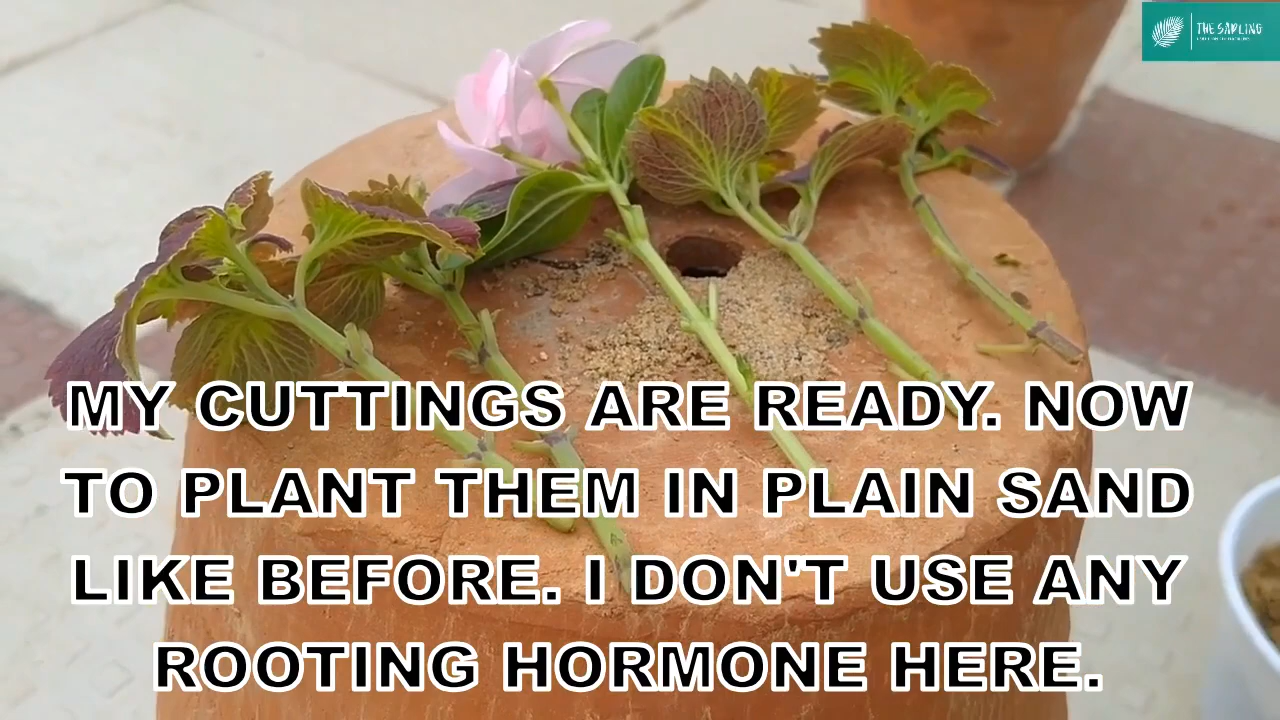 THE SAPLING
MY CUTTINGS ARE READY. NOW
TO PLANT THEM IN PLAIN SAND
LIKE BEFORE. I DON'T USE ANY
ROOTING HORMONE HERE.